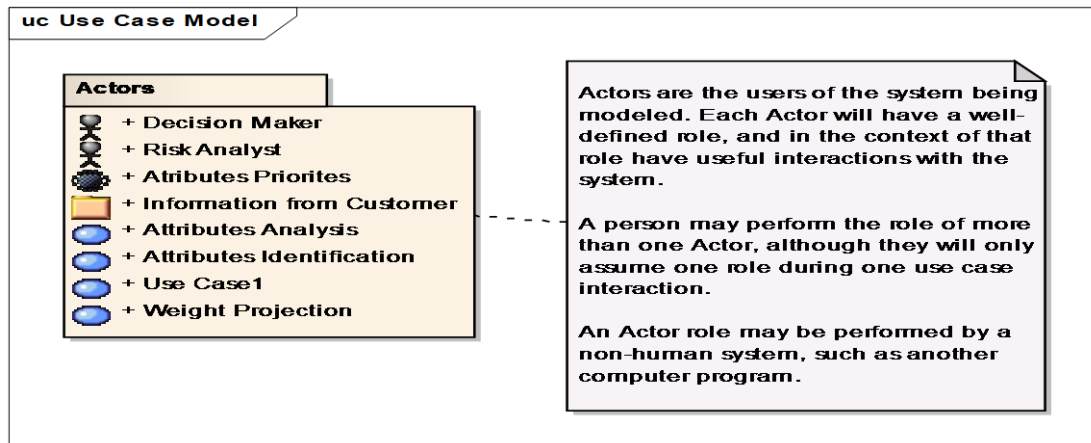 uc Use Case Model
Actors
+ Decision Maker
+ Risk Analyst
+ Atributes Priorites
+ Information from Customer
+ Attributes Analysis
+ Attributes Identification
+ Use Case1
+ Weight Projection
Actors are the users of the system being
modeled. Each Actor will have a well-
defined role, and in the context of that
role have useful interactions with the
system.
A person may perform the role of more
than one Actor, although they will only
assume one role during one use case
interaction.
An Actor role may be performed by a
non-human system, such as another
computer program.